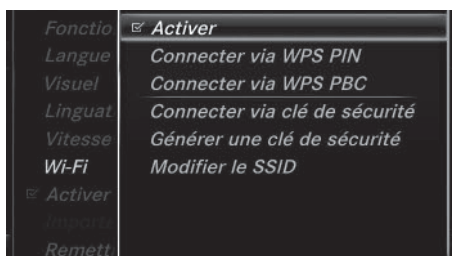 Fonctio
Langue
Visuel
Linguat
Vitesse
Wi-Fi
Activer
Importe
Remett
Activer
Connecter via WPS PIN
Connecter via WPS PBC
Connecter via clé de sécurité
Générer une clé de sécurité
Modifier le SSID